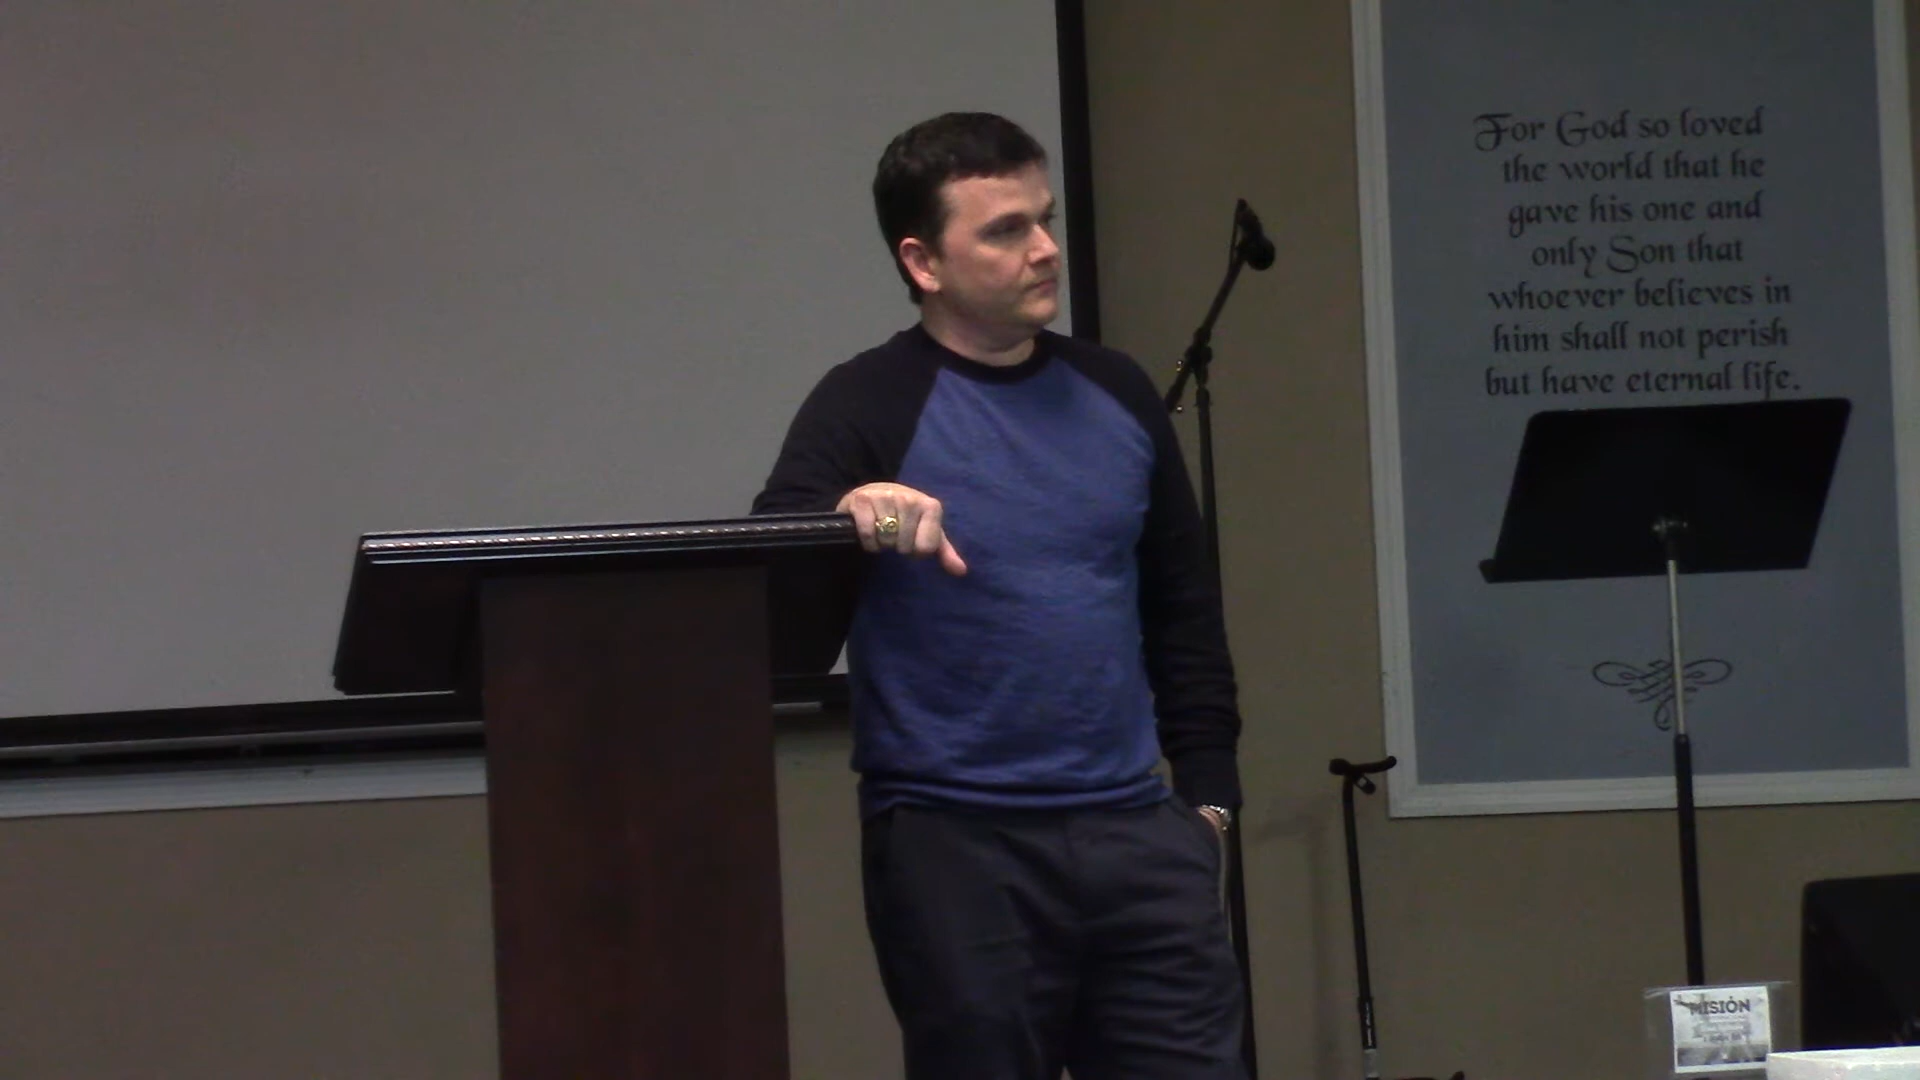 For God so loved
the world that he
gave his one and
only Son that
whoever believes in
him shall not perish
but have eternal life.
MISIÓN